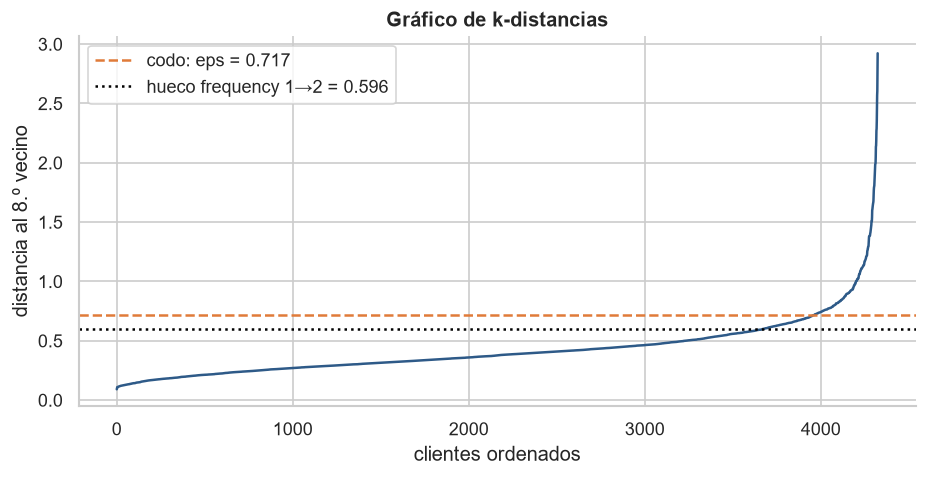 Gráfico de k-distancias
codo: eps = 0.717
hueco frequency 1→2 = 0.596
distancia al 8.º vecino
3.0
2.5
2.0
1.5
1.0
0.5
0.0
0
1000
2000
3000
4000
clientes ordenados